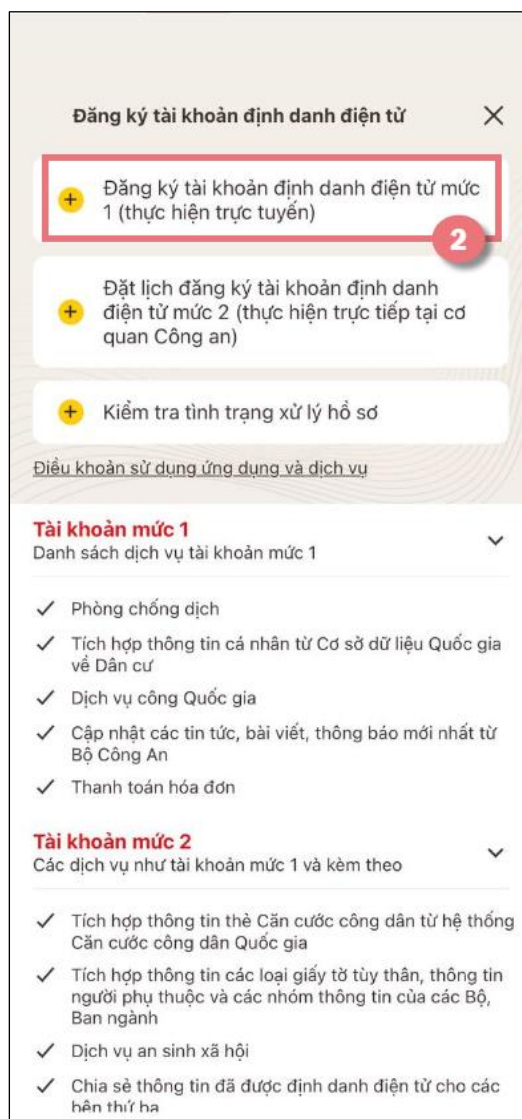 Đăng ký tài khoản định danh điện tử
Đăng ký tài khoản định danh điện tử mức
1 (thực hiện trực tuyến)
2
Đặt lịch đăng ký tài khoản định danh
điện tử mức 2 (thực hiện trực tiếp tại cơ
quan Công an)
Kiểm tra tình trạng xử lý hồ sơ
Điều khoản sử dụng ứng dụng và dịch vụ
Tài khoản mức 1
Danh sách dịch vụ tài khoản mức 1
Phòng chống dịch
Tích hợp thông tin cá nhân từ Cơ sở dữ liệu Quốc gia
về Dân cư
Dịch vụ công Quốc gia
Cập nhật các tin tức, bài viết, thông báo mới nhất từ
Bộ Công An
Thanh toán hóa đơn
Tài khoản mức 2
Các dịch vụ như tài khoản mức 1 và kèm theo
Tích hợp thông tin thẻ Căn cước công dân từ hệ thống
Căn cước công dân Quốc gia
Tích hợp thông tin các loại giấy tờ tùy thân, thông tin
người phụ thuộc và các nhóm thông tin của các Bộ,
Ban ngành
Dịch vụ an sinh xã hội
Chia sẻ thông tin đã được định danh điện tử cho các
bên thứ ba